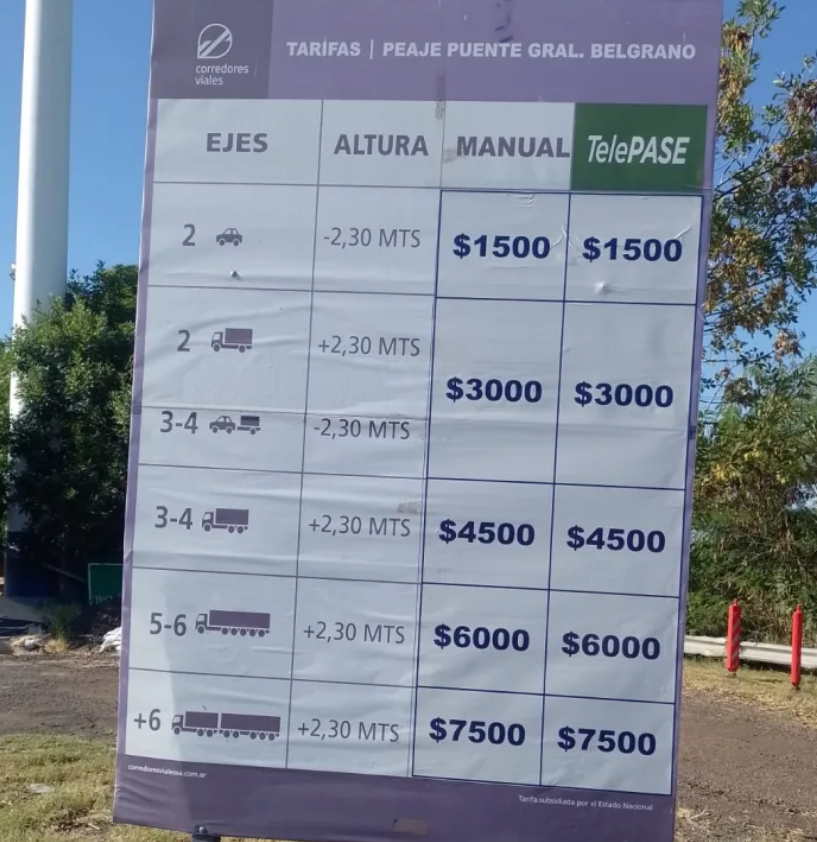 corredores
viales
TARIFAS | PEAJE PUENTE GRAL. BELGRANO
EJES ALTURA MANUAL TelePASE
2 -2,30 MTS $1500 $1500
2 +2,30 MTS
$3000 $3000
3-4 -2,30 MTS
3-4 +2,30 MTS $4500 $4500
5-6 +2,30 MTS $6000 $6000
+6 +2,30 MTS $7500 $7500
corredoresvialessa.com.ar
Tarifa subsidiada por el Estado Nacional